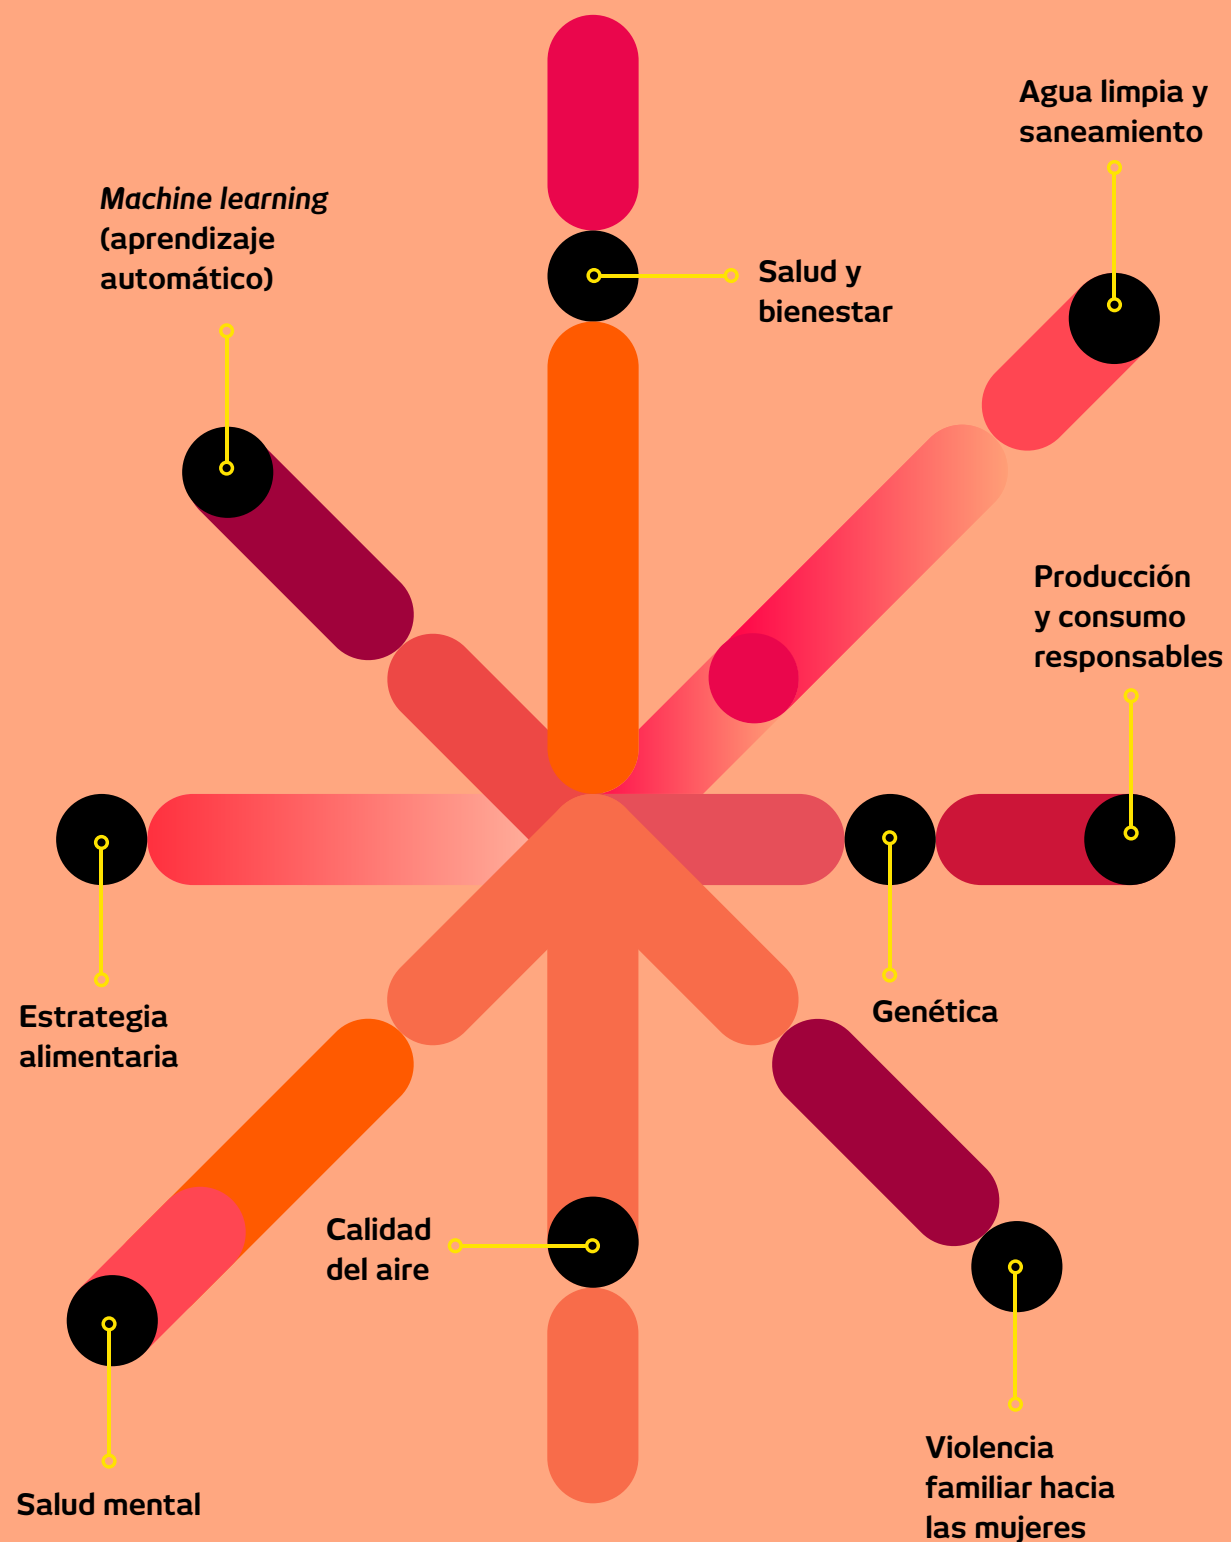 Agua limpia y
saneamiento
Machine learning
(aprendizaje
automático)
Salud y
bienestar
Producción
y consumo
responsables
Estrategia
alimentaria
Genética
Calidad
del aire
Salud mental
Violencia
familiar hacia
las mujeres